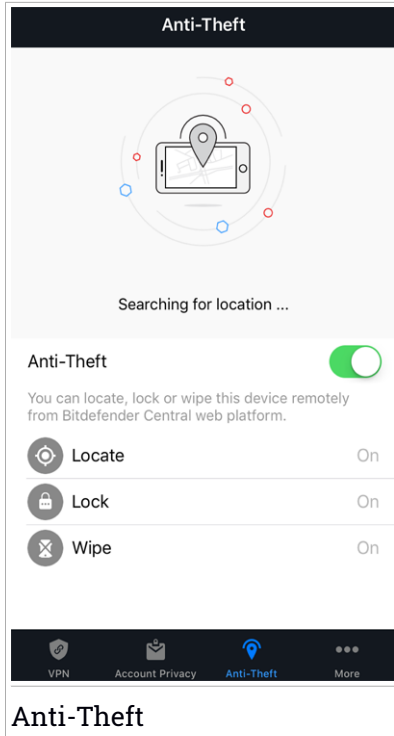 Anti-Theft
Searching for location ...
Anti-Theft
You can locate, lock or wipe this device remotely
from Bitdefender Central web platform.
Locate On
Lock On
Wipe On
VPN Account Privacy Anti-Theft More
Anti-Theft